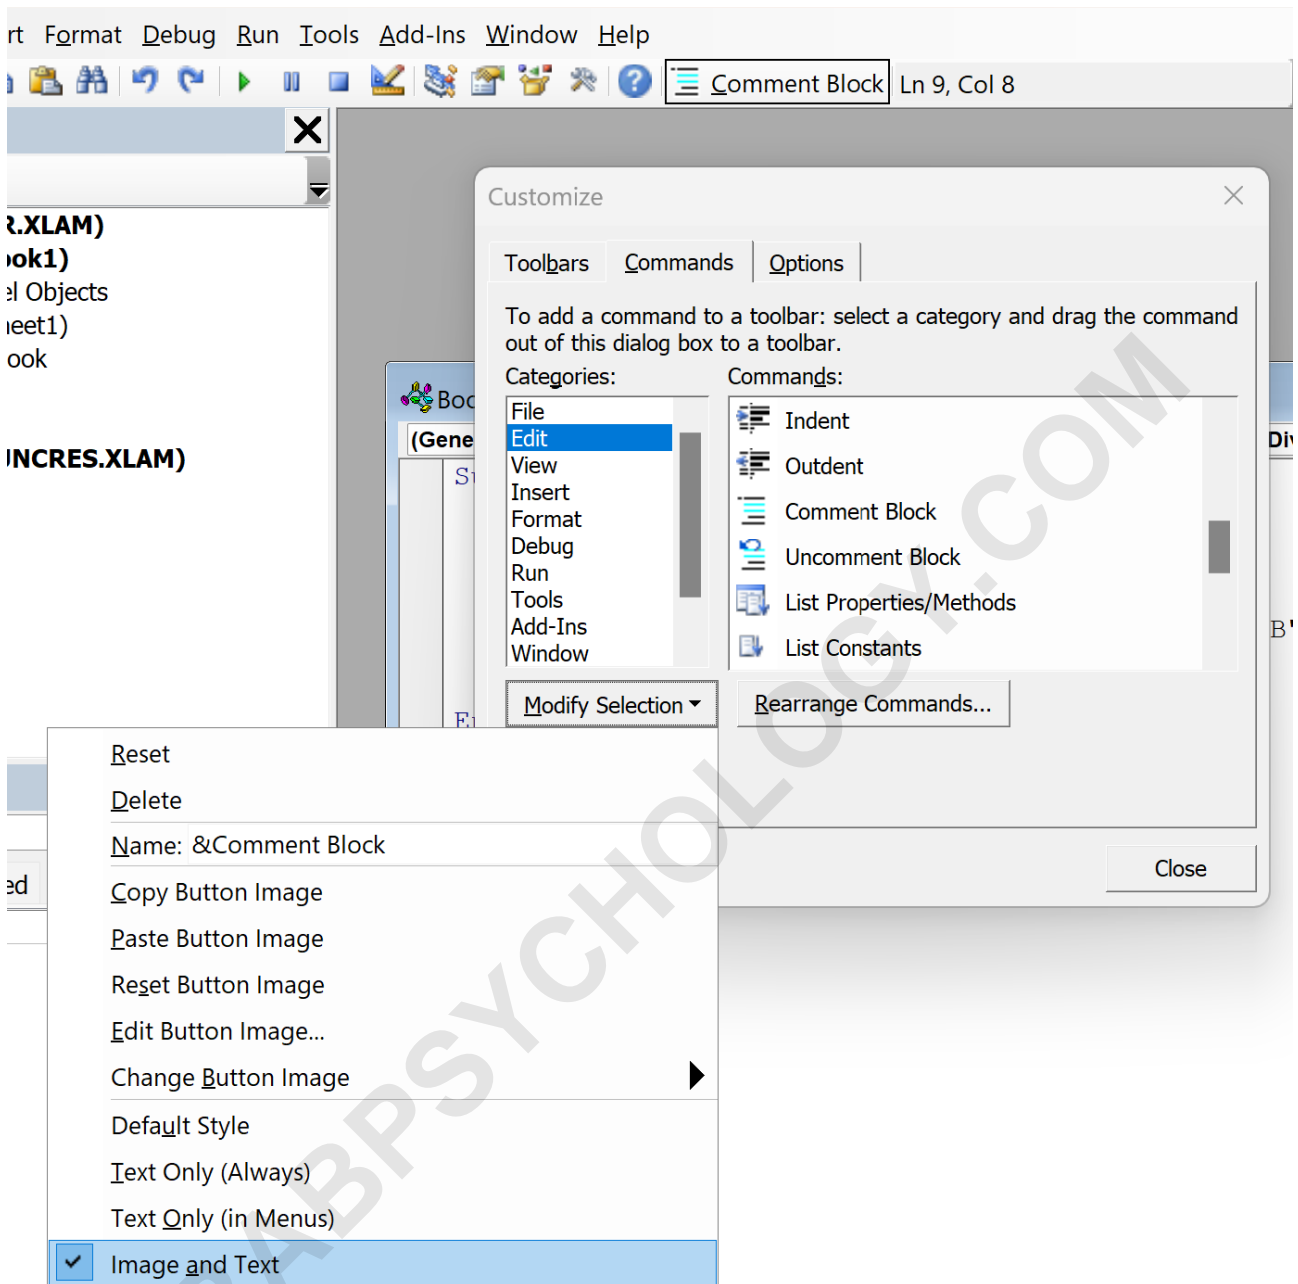 rt Format Debug Run Tools Add-Ins Window Help
Comment Block Ln 9, Col 8
Customize
R.XLAM)
ook1)
el Objects
heet1)
ook
UNCRES.XLAM)
Toolbars Commands Options
To add a command to a toolbar: select a category and drag the command
out of this dialog box to a toolbar.
Categories: Commands:
File
Edit
View
Insert
Format
Debug
Run
Tools
Add-Ins
Window
Indent
Outdent
Comment Block
Uncomment Block
List Properties/Methods
List Constants
Modify Selection Rearrange Commands...
Close
Boo
(Gene
Di
B"
Reset
Delete
Name: &Comment Block
Copy Button Image
Paste Button Image
Reset Button Image
Edit Button Image...
Change Button Image
Default Style
Text Only (Always)
Text Only (in Menus)
Image and Text
ed
ABPSYCHOLOGY.COM